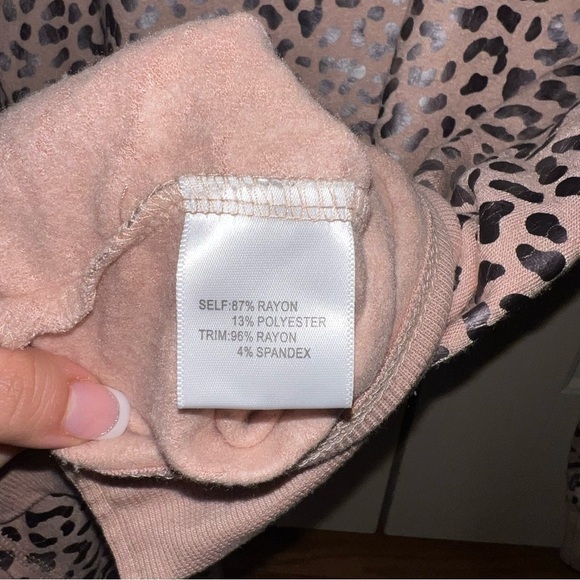 SELF:87% RAYON
13% POLYESTER
TRIM:96% RAYON
4% SPANDEX